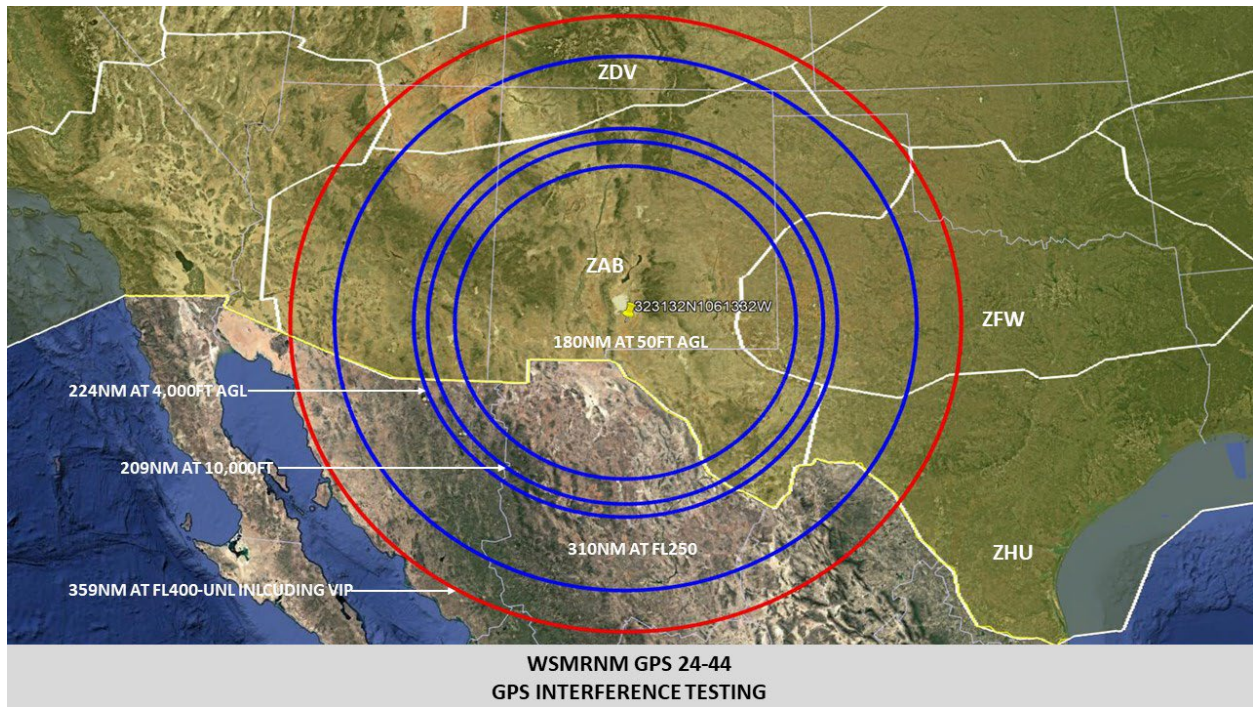 ZDV
ZAB
323132N1061332W
ZFW
180NM AT 50FT AGL
224NM AT 4,000FT AGL
209NM AT 10,000FT
310NM AT FL250
ZHU
359NM AT FL400-UNL INLCUDING VIP
WSMRNM GPS 24-44
GPS INTERFERENCE TESTING